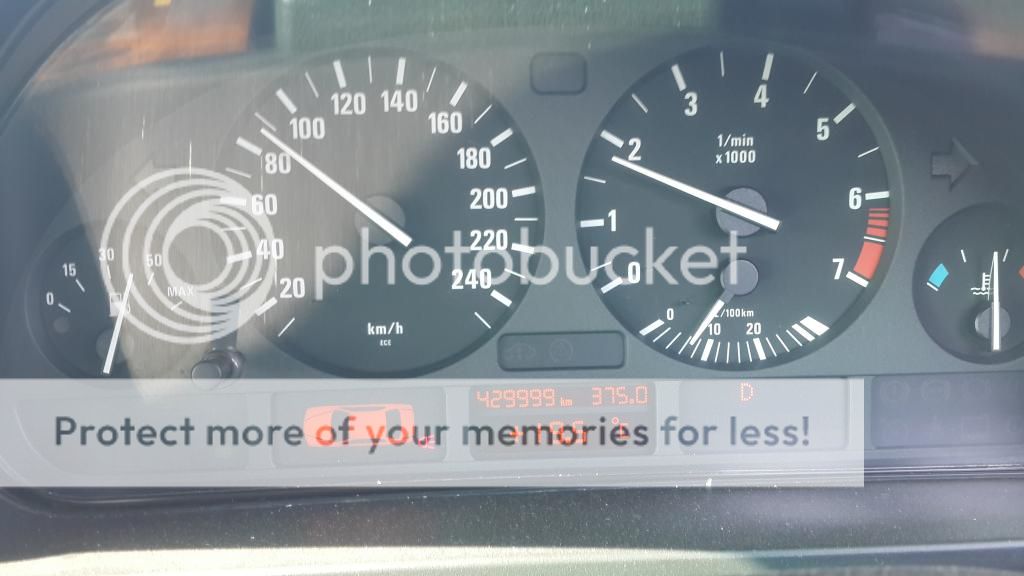 120 140
100 160
80 180
60 200
40 220
20 240
km/h
ECE
3 4
2 5
1 6
0 7
1/min
x1000
0 10 20 L/100km
0 15 30 50
MAX
photobucket
429999 km 375.0
D
Protect more of your memories for less!